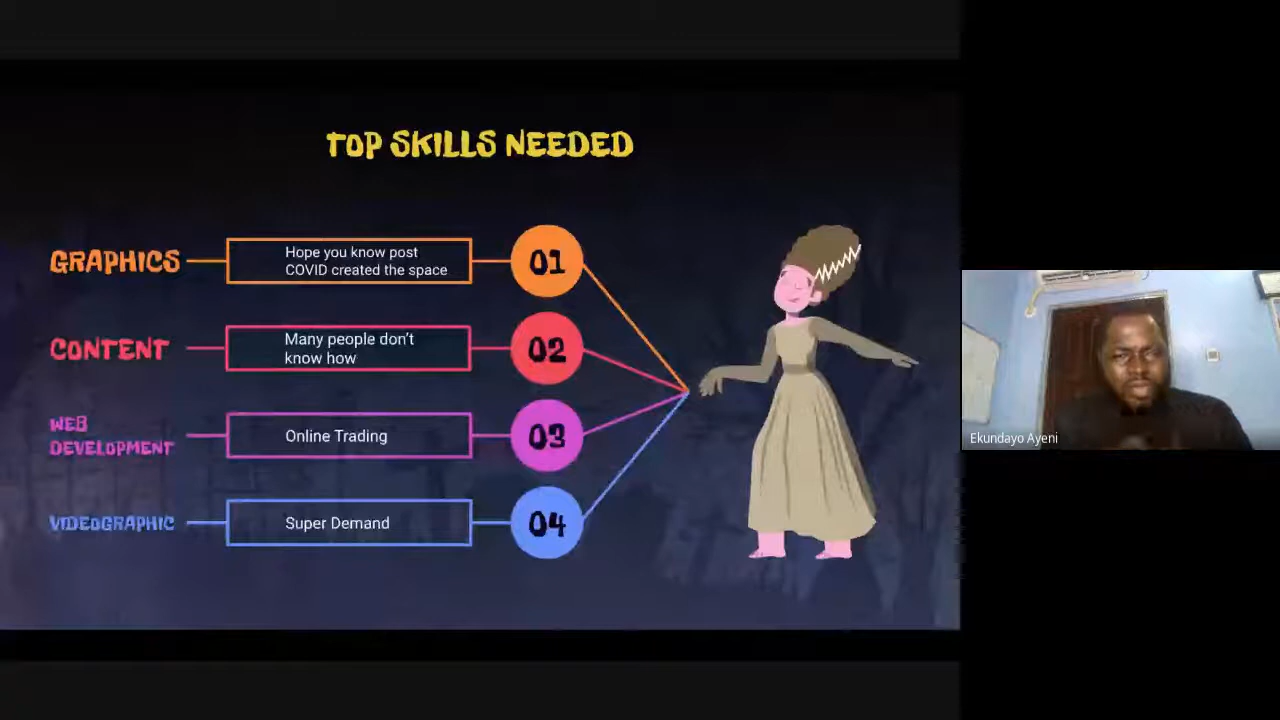 TOP SKILLS NEEDED
GRAPHICS
Hope you know post
COVID created the space
01
CONTENT
Many people don't
know how
02
WEB
DEVELOPMENT
Online Trading
03
VIDEOGRAPHIC
Super Demand
04
Ekundayo Ayeni